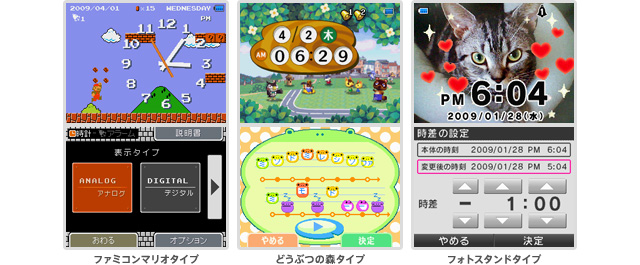 2009/04/01 ×15 WEDNESDAY
1 PM
12
11
10
2
9
3
8
4
7
5
6
時計・アラーム
説明書
表示タイプ
ANALOG
アナログ
DIGITAL
デジタル
おわる
オプション
ファミコンマリオタイプ
4/2 木
AM 06:29
やめる
決定
どうぶつの森タイプ
PM 6:04
2009/01/28(水)
時差の設定
本体の時刻 2009/01/28 PM 6:04
変更後の時刻 2009/01/28 PM 5:04
時差 − 1:00
やめる
決定
フォトスタンドタイプ